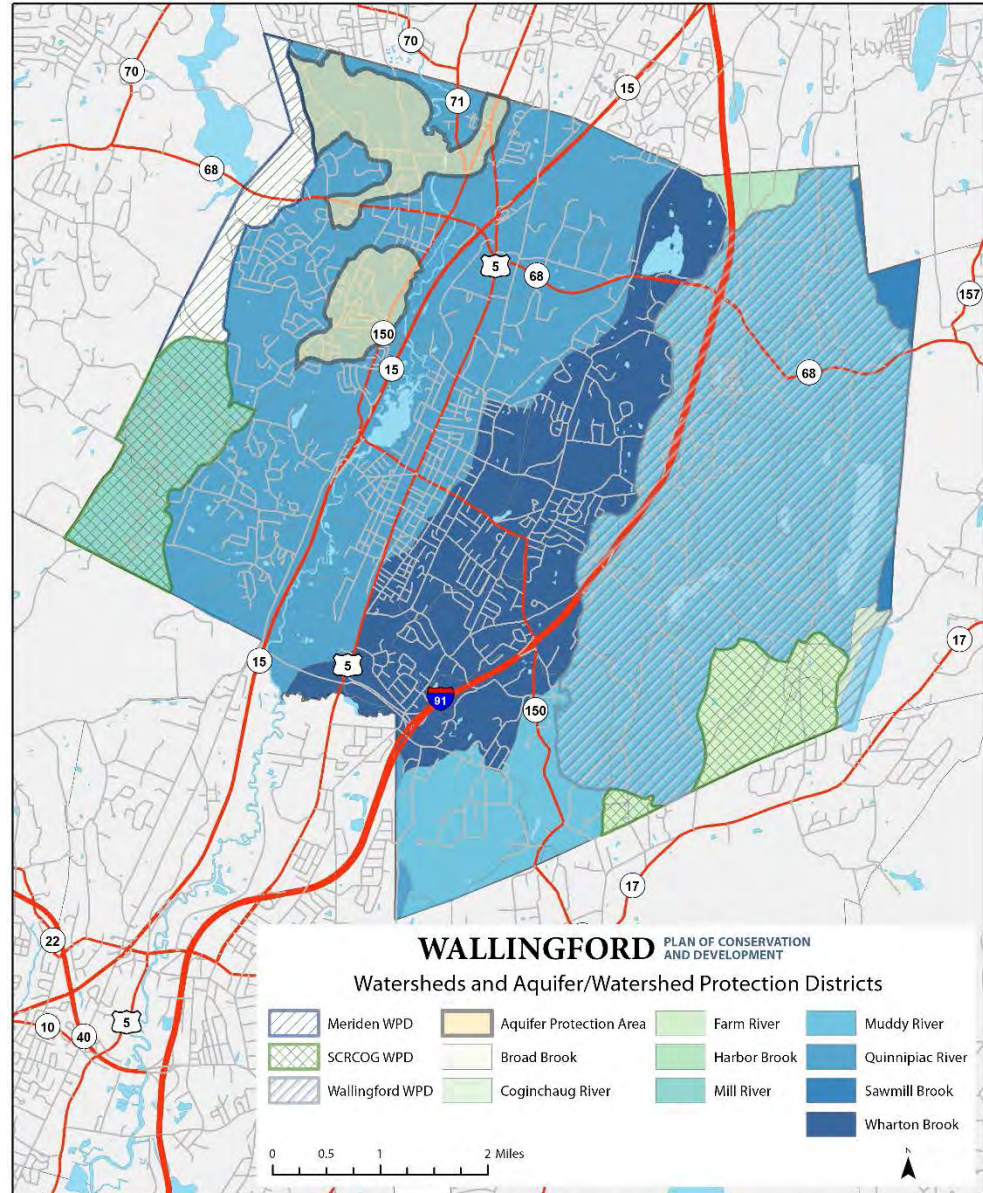 70
70
71
15
68
5
68
157
150
15
68
17
15
5
91
150
17
22
10
40
5
WALLINGFORD PLAN OF CONSERVATION
AND DEVELOPMENT
Watersheds and Aquifer/Watershed Protection Districts
Meriden WPD
SCRCOG WPD
Wallingford WPD
Aquifer Protection Area
Broad Brook
Coginchaug River
Farm River
Harbor Brook
Mill River
Muddy River
Quinnipiac River
Sawmill Brook
Wharton Brook
0 0.5 1 2 Miles
N